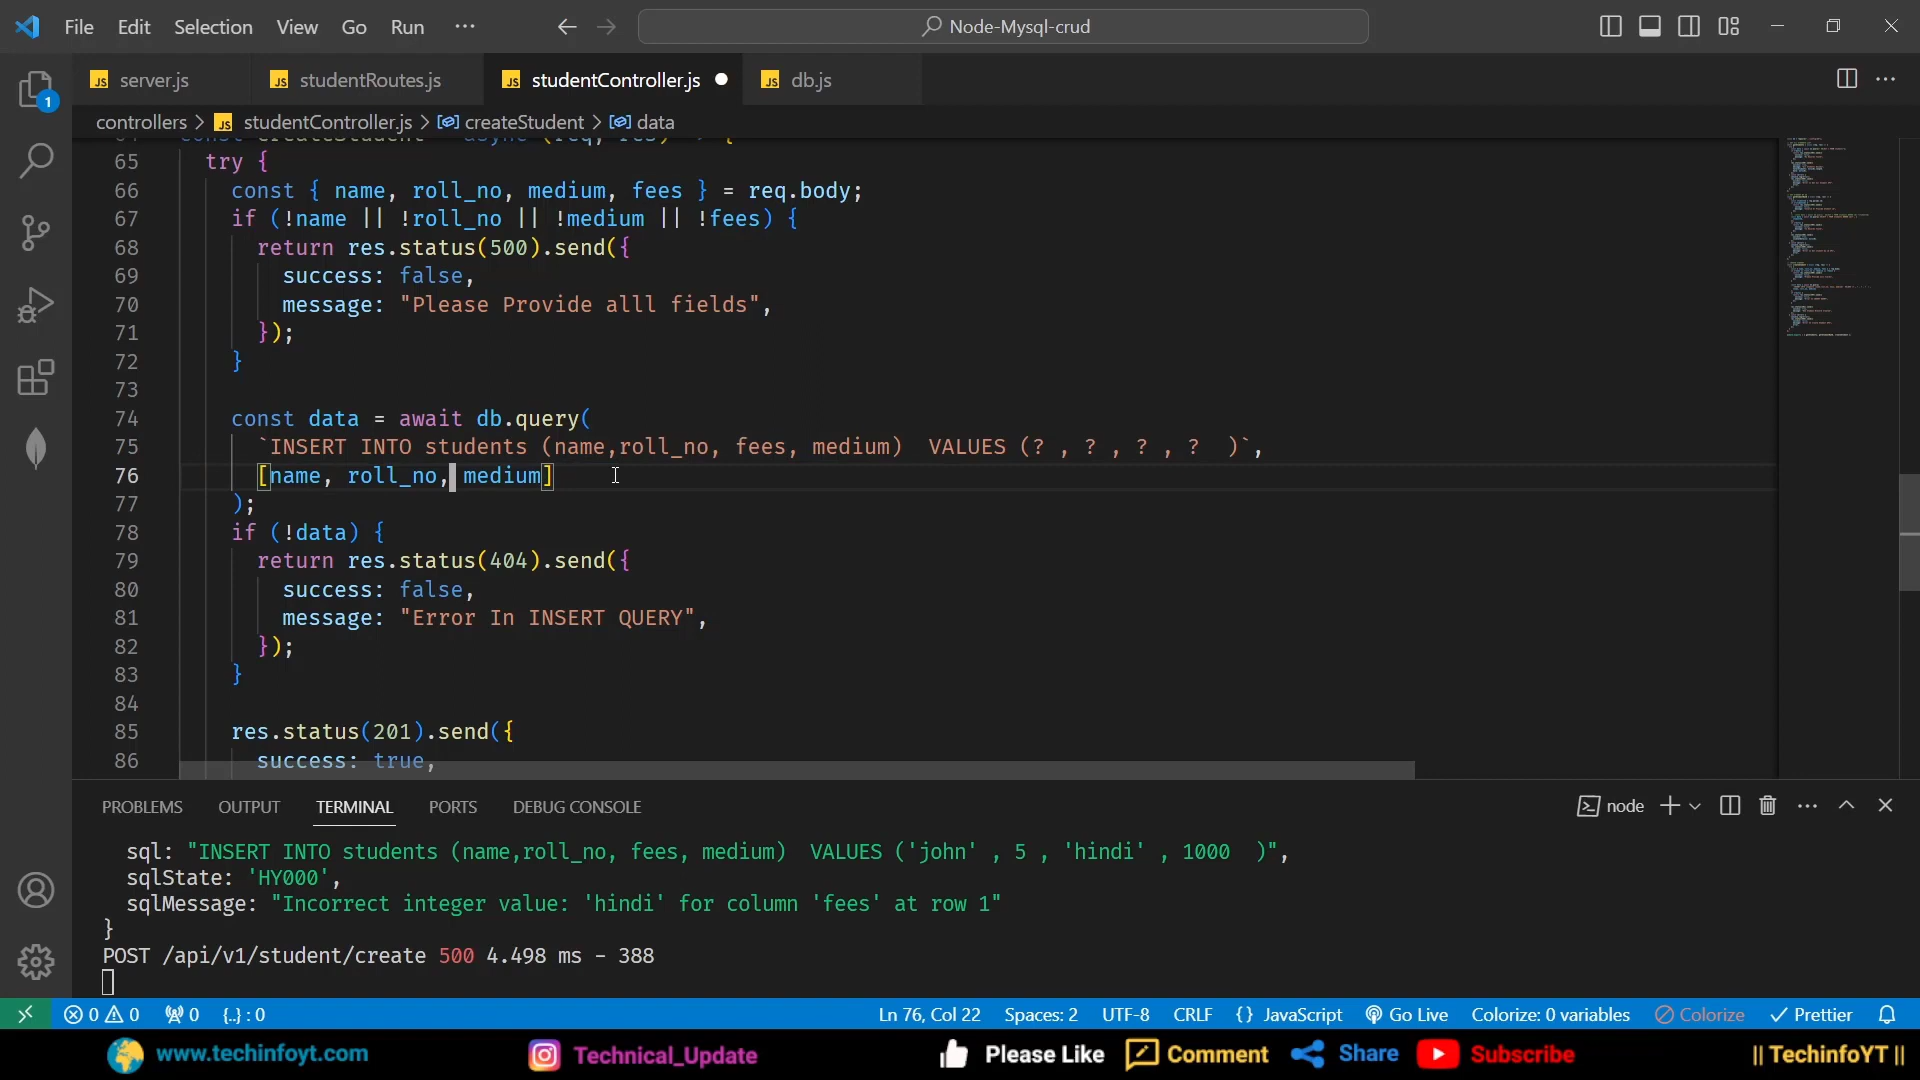 File Edit Selection View Go Run ···
Node-Mysql-crud
JS server.js
JS studentRoutes.js
JS studentController.js
JS db.js
controllers > JS studentController.js > createStudent > data
65 try {
66 const { name, roll_no, medium, fees } = req.body;
67 if (!name || !roll_no || !medium || !fees) {
68 return res.status(500).send({
69 success: false,
70 message: "Please Provide alll fields",
71 });
72 }
73
74 const data = await db.query(
75 `INSERT INTO students (name,roll_no, fees, medium)  VALUES (? , ? , ? , ?  )`,
76 [name, roll_no, medium]
77 );
78 if (!data) {
79 return res.status(404).send({
80 success: false,
81 message: "Error In INSERT QUERY",
82 });
83 }
84
85 res.status(201).send({
86 success: true,
PROBLEMS OUTPUT TERMINAL PORTS DEBUG CONSOLE
node
sql: "INSERT INTO students (name,roll_no, fees, medium)  VALUES ('john' , 5 , 'hindi' , 1000  )",
sqlState: 'HY000',
sqlMessage: "Incorrect integer value: 'hindi' for column 'fees' at row 1"
}
POST /api/v1/student/create 500 4.498 ms - 388
0 0 0 {..} : 0 Ln 76, Col 22 Spaces: 2 UTF-8 CRLF {} JavaScript Go Live Colorize: 0 variables Colorize Prettier
www.techinfoyt.com Technical_Update Please Like Comment Share Subscribe || TechinfoYT ||